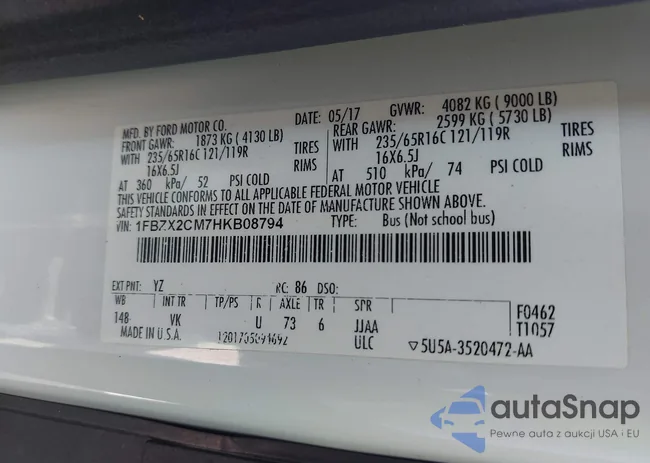 MFD. BY FORD MOTOR CO.
DATE: 05/17 GVWR: 4082 KG ( 9000 LB)
FRONT GAWR: 1873 KG ( 4130 LB) REAR GAWR: 2599 KG ( 5730 LB)
WITH 235/65R16C 121/119R TIRES WITH 235/65R16C 121/119R TIRES
16X6.5J RIMS 16X6.5J RIMS
AT 360 kPa/ 52 PSI COLD AT 510 kPa/ 74 PSI COLD
THIS VEHICLE CONFORMS TO ALL APPLICABLE FEDERAL MOTOR VEHICLE
SAFETY STANDARDS IN EFFECT ON THE DATE OF MANUFACTURE SHOWN ABOVE.
VIN: 1FBZX2CM7HKB08794 TYPE: Bus (Not school bus)
EXT PNT: YZ RC: 86 DSO:
WB INT TR TP/PS R AXLE TR SPR F0462
148 VK U 73 6 JJAA T1057
MADE IN U.S.A. ULC ▽5U5A-3520472-AA
autaSnap
Pewne auta z aukcji USA i EU